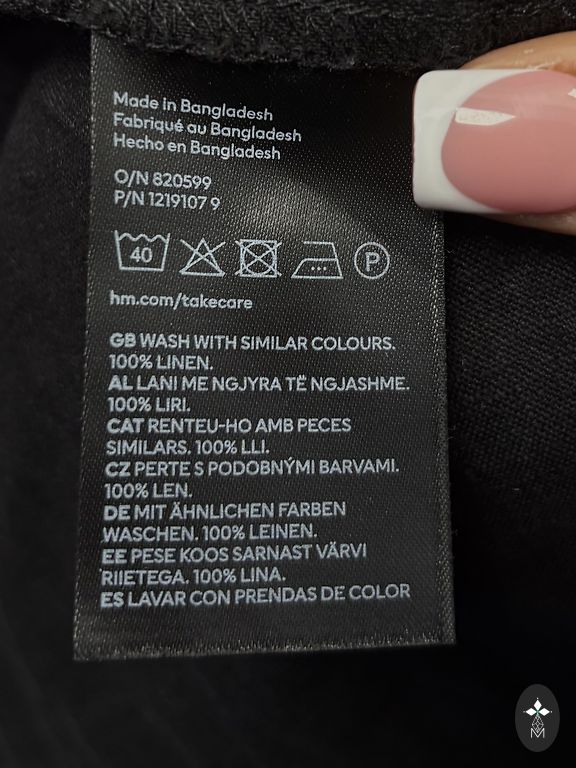 Made in Bangladesh
Fabriqué au Bangladesh
Hecho en Bangladesh
O/N 820599
P/N 1219107 9
40
P
hm.com/takecare
GB WASH WITH SIMILAR COLOURS.
100% LINEN.
AL LANI ME NGJYRA TË NGJASHME.
100% LIRI.
CAT RENTEU-HO AMB PECES
SIMILARS. 100% LLI.
CZ PERTE S PODOBNÝMI BARVAMI.
100% LEN.
DE MIT ÄHNLICHEN FARBEN
WASCHEN. 100% LEINEN.
EE PESE KOOS SARNAST VÄRVI
RIIETEGA. 100% LINA.
ES LAVAR CON PRENDAS DE COLOR
M